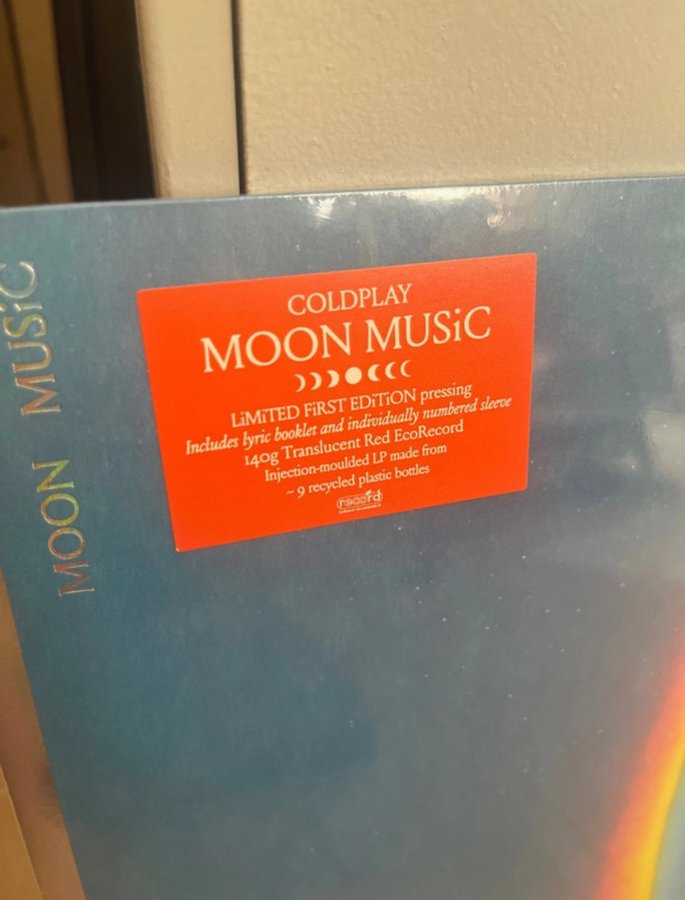 COLDPLAY
MOON MUSiC
LiMiTED FiRST EDiTiON pressing
Includes lyric booklet and individually numbered sleeve
140g Translucent Red EcoRecord
Injection-moulded LP made from
~ 9 recycled plastic bottles
record
MOON MUSiC